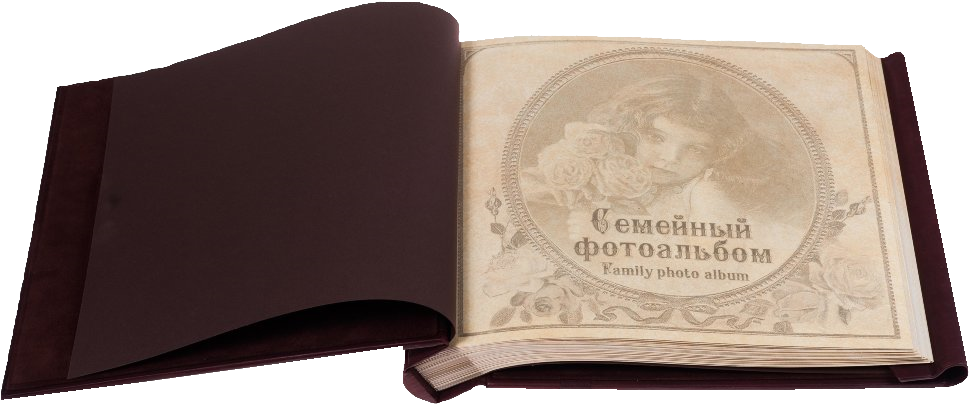 Семейный
фотоальбом
Family photo album